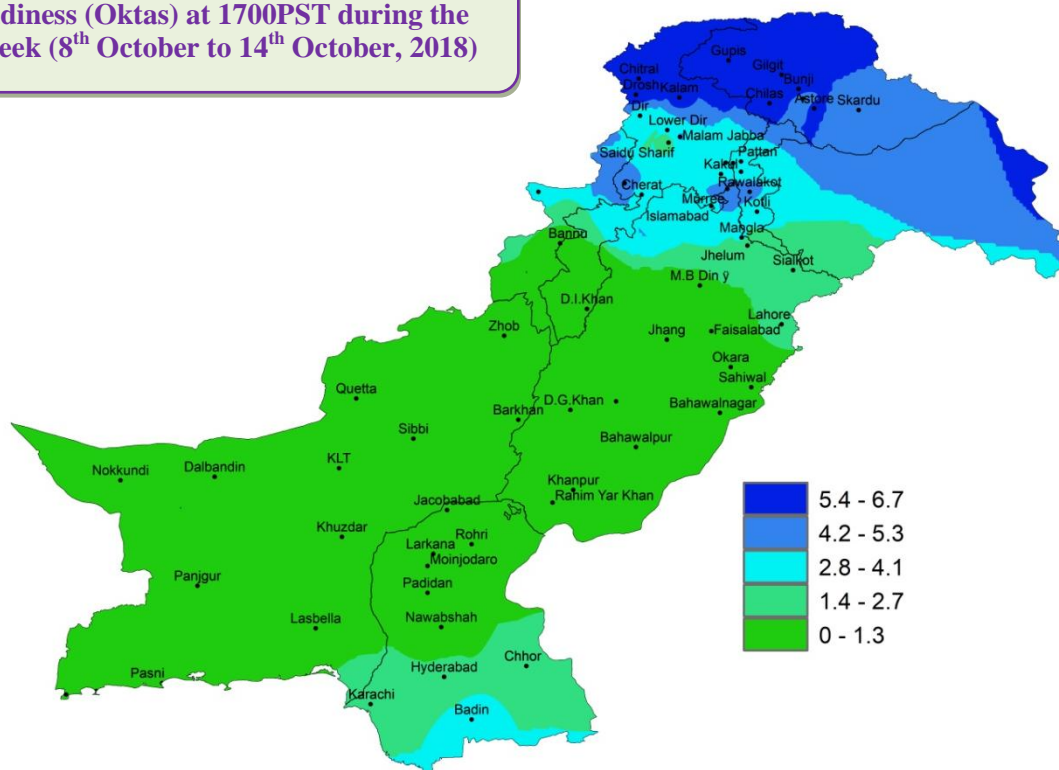 diness (Oktas) at 1700PST during the
eek (8th October to 14th October, 2018)
Gupis
Gilgit
Chitral
Bunji
Drosh
Kalam
Chilas
Astore
Skardu
Dir
Lower Dir
Malam Jabba
Saidu Sharif
Pattan
Kakul
Cherat
Rawalakot
Murree
Kotli
Islamabad
Mangla
Bannu
Jhelum
Sialkot
M.B Din ÿ
D.I.Khan
Lahore
Zhob
Jhang
Faisalabad
Okara
Sahiwal
Quetta
D.G.Khan
Barkhan
Bahawalnagar
Sibbi
Bahawalpur
KLT
Nokkundi
Dalbandin
Khanpur
Rahim Yar Khan
Jacobabad
Khuzdar
Rohri
Larkana
Moinjodaro
Panjgur
Padidan
Lasbella
Nawabshah
Chhor
Hyderabad
Pasni
Karachi
Badin
5.4 - 6.7
4.2 - 5.3
2.8 - 4.1
1.4 - 2.7
0 - 1.3